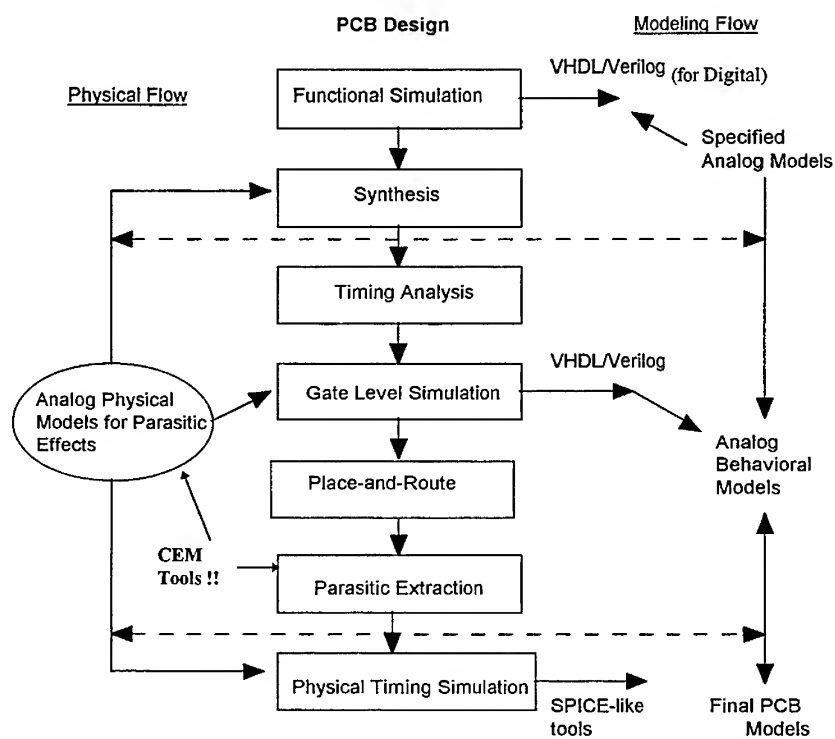 PCB Design
Modeling Flow
Physical Flow
VHDL/Verilog (for Digital)
Functional Simulation
Specified
Analog Models
Synthesis
Timing Analysis
VHDL/Verilog
Gate Level Simulation
Analog Physical
Models for Parasitic
Effects
Analog
Behavioral
Models
Place-and-Route
CEM
Tools !!
Parasitic Extraction
Physical Timing Simulation
SPICE-like
tools
Final PCB
Models